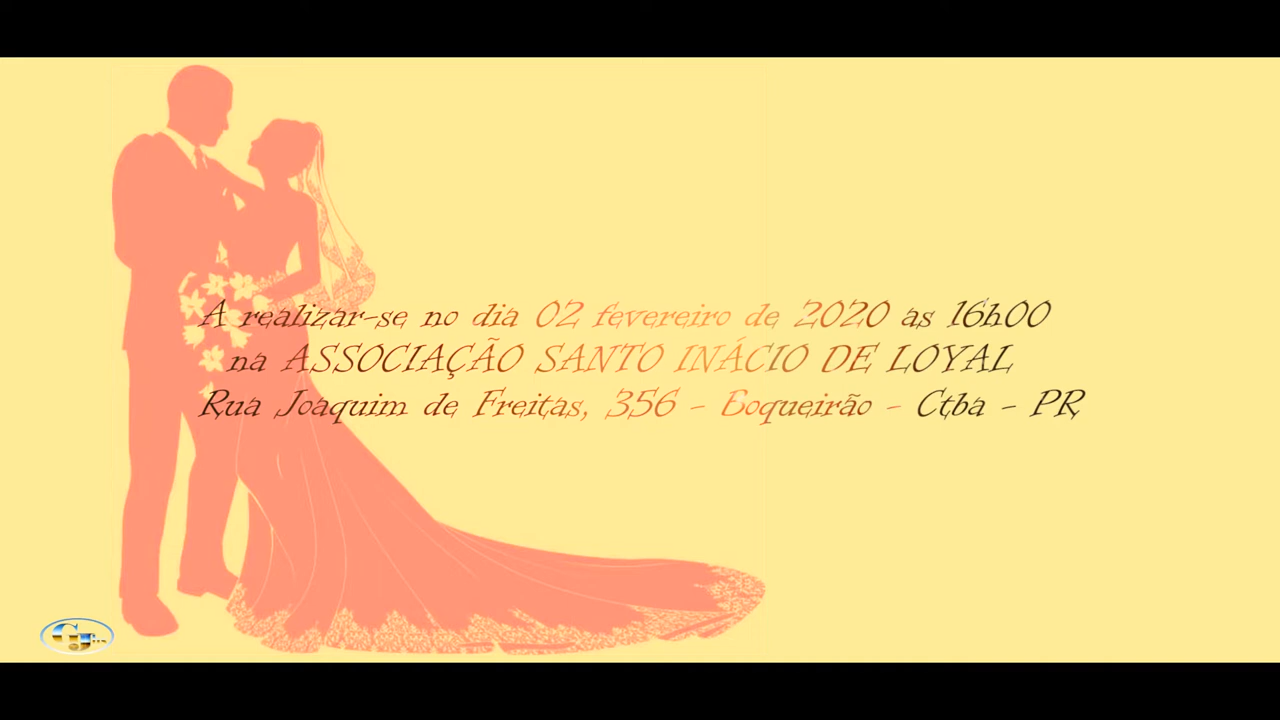 A realizar-se no dia 02 fevereiro de 2020 as 16h00
na ASSOCIAÇÃO SANTO INÁCIO DE LOYAL
Rua Joaquim de Freitas, 356 - Boqueirão - Ctba - PR